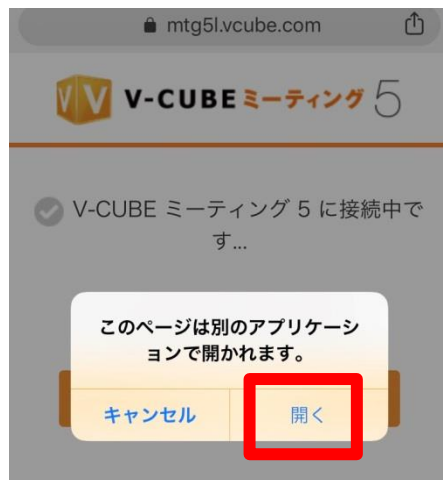 mtg5l.vcube.com
V-CUBE ミーティング 5
V-CUBE ミーティング 5 に接続中で
す...
このページは別のアプリケーシ
ョンで開かれます。
キャンセル 開く